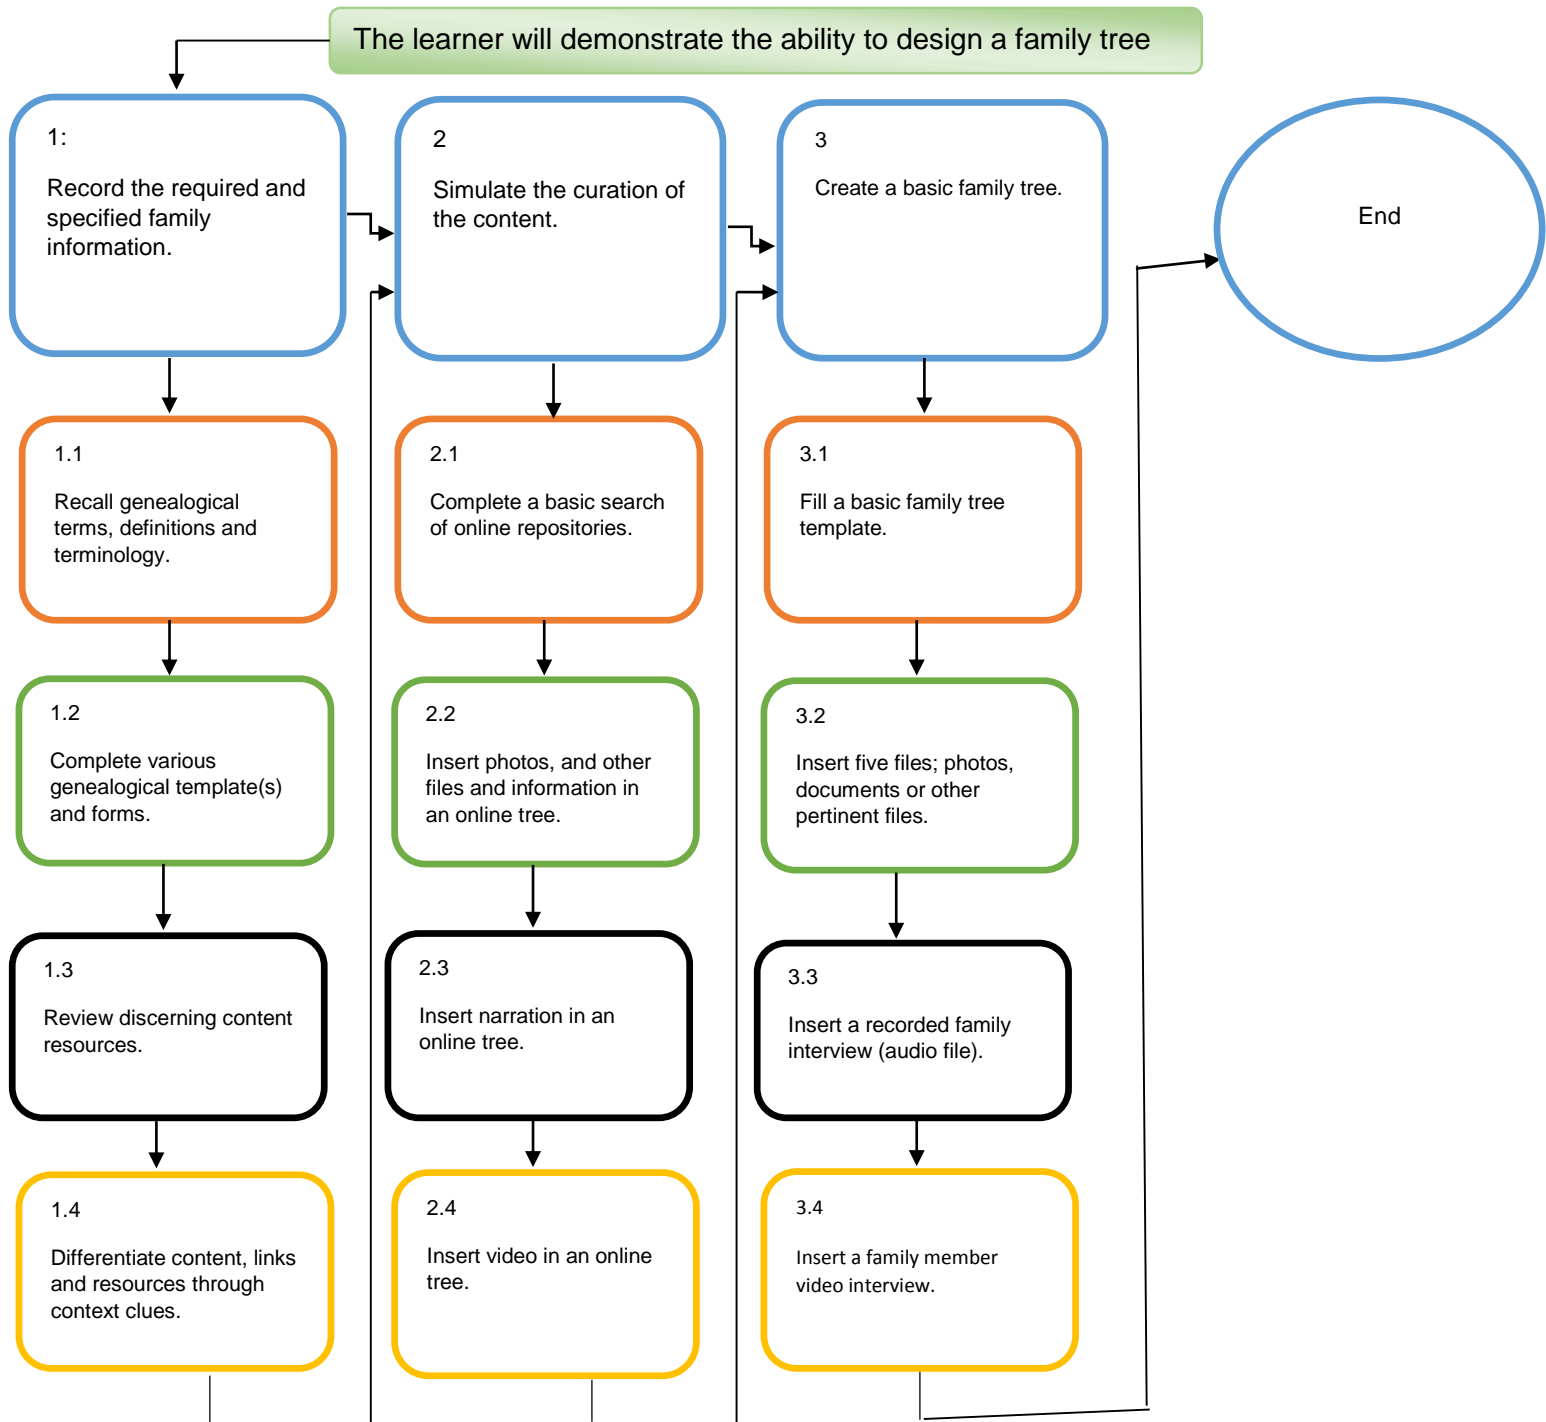 The learner will demonstrate the ability to design a family tree
1:
Record the required and
specified family
information.
2
Simulate the curation of
the content.
3
Create a basic family tree.
End
1.1
Recall genealogical
terms, definitions and
terminology.
2.1
Complete a basic search
of online repositories.
3.1
Fill a basic family tree
template.
1.2
Complete various
genealogical template(s)
and forms.
2.2
Insert photos, and other
files and information in
an online tree.
3.2
Insert five files; photos,
documents or other
pertinent files.
1.3
Review discerning content
resources.
2.3
Insert narration in an
online tree.
3.3
Insert a recorded family
interview (audio file).
1.4
Differentiate content, links
and resources through
context clues.
2.4
Insert video in an online
tree.
3.4
Insert a family member
video interview.